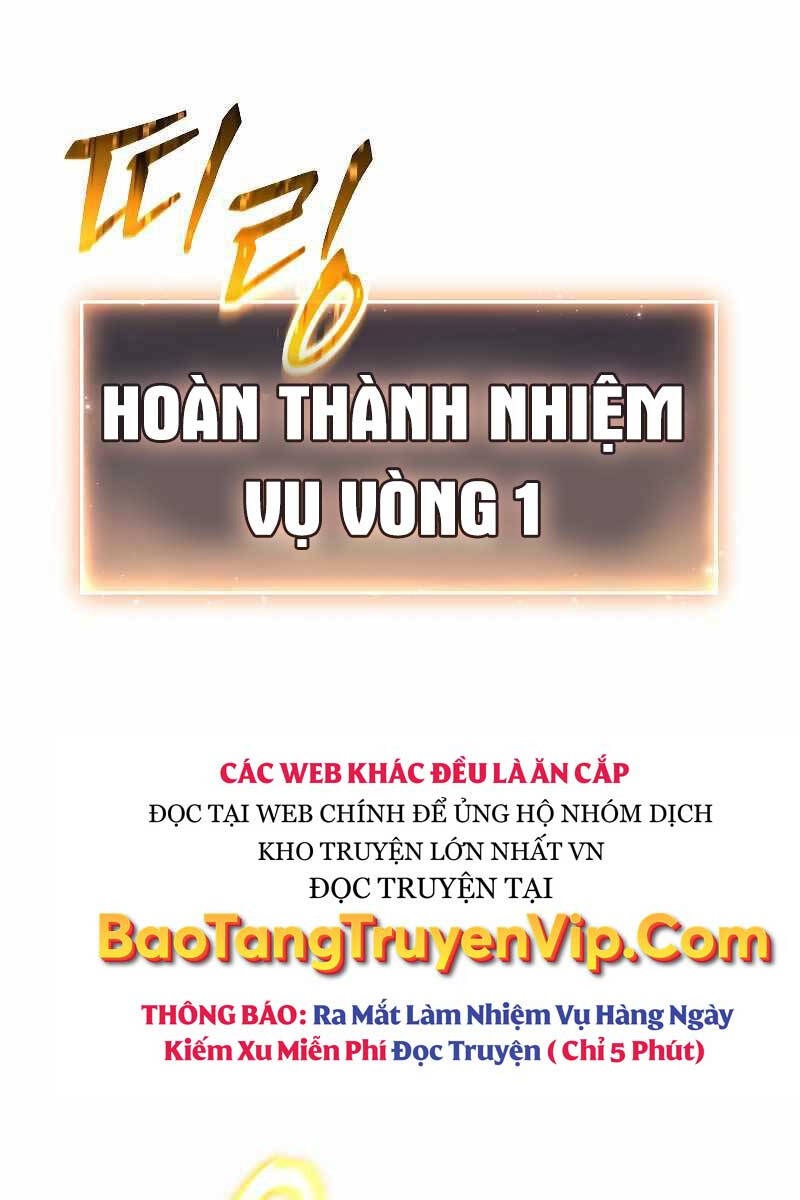 띠링
HOÀN THÀNH NHIỆM
VỤ VÒNG 1
CÁC WEB KHÁC ĐỀU LÀ ĂN CẮP
ĐỌC TẠI WEB CHÍNH ĐỂ ỦNG HỘ NHÓM DỊCH
KHO TRUYỆN LỚN NHẤT VN
ĐỌC TRUYỆN TẠI
BaoTangTruyenVip.Com
THÔNG BÁO: Ra Mắt Làm Nhiệm Vụ Hàng Ngày
Kiếm Xu Miễn Phí Đọc Truyện ( Chỉ 5 Phút)